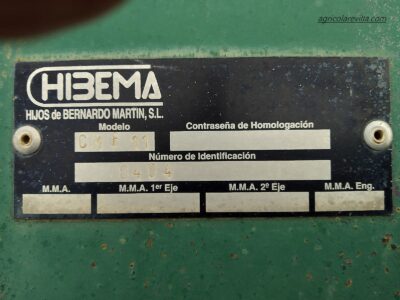 agricolarevilla.com
HIBEMA
HIJOS de BERNARDO MARTIN, S.L.
Modelo
Contraseña de Homologación
Número de Identificación
0404
M.M.A.
M.M.A. 1er Eje
M.M.A. 2º Eje
M.M.A. Eng.